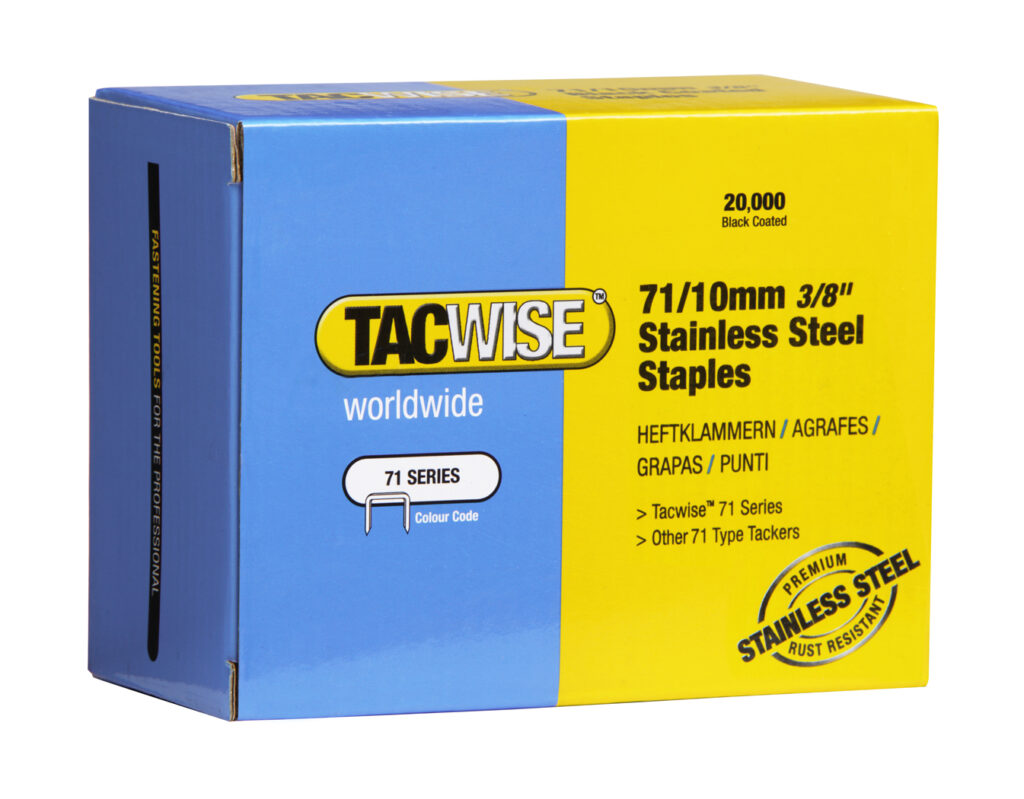 FASTENING TOOLS FOR THE PROFESSIONAL
TACWISE™
worldwide
71 SERIES
Colour Code
20,000
Black Coated
71/10mm 3/8"
Stainless Steel
Staples
HEFTKLAMMERN / AGRAFES /
GRAPAS / PUNTI
> Tacwise™ 71 Series
> Other 71 Type Tackers
PREMIUM
STAINLESS STEEL
RUST RESISTANT